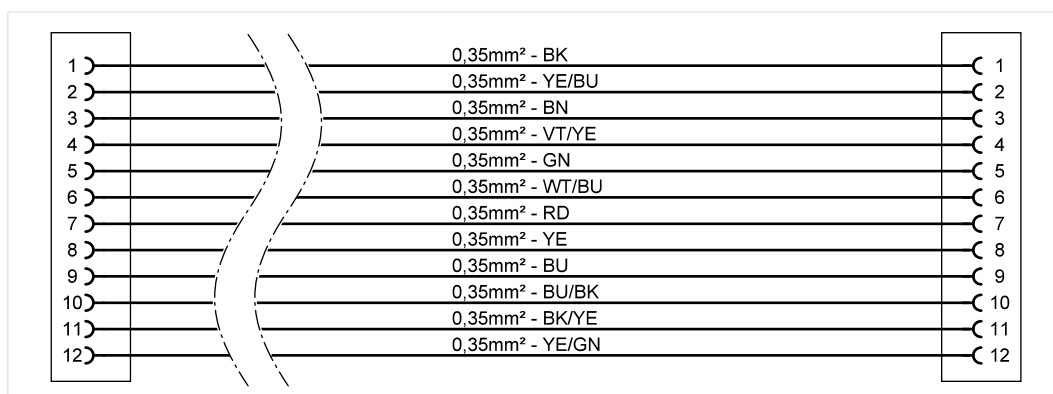 1 0,35mm² - BK 1
2 0,35mm² - YE/BU 2
3 0,35mm² - BN 3
4 0,35mm² - VT/YE 4
5 0,35mm² - GN 5
6 0,35mm² - WT/BU 6
7 0,35mm² - RD 7
8 0,35mm² - YE 8
9 0,35mm² - BU 9
10 0,35mm² - BU/BK 10
11 0,35mm² - BK/YE 11
12 0,35mm² - YE/GN 12